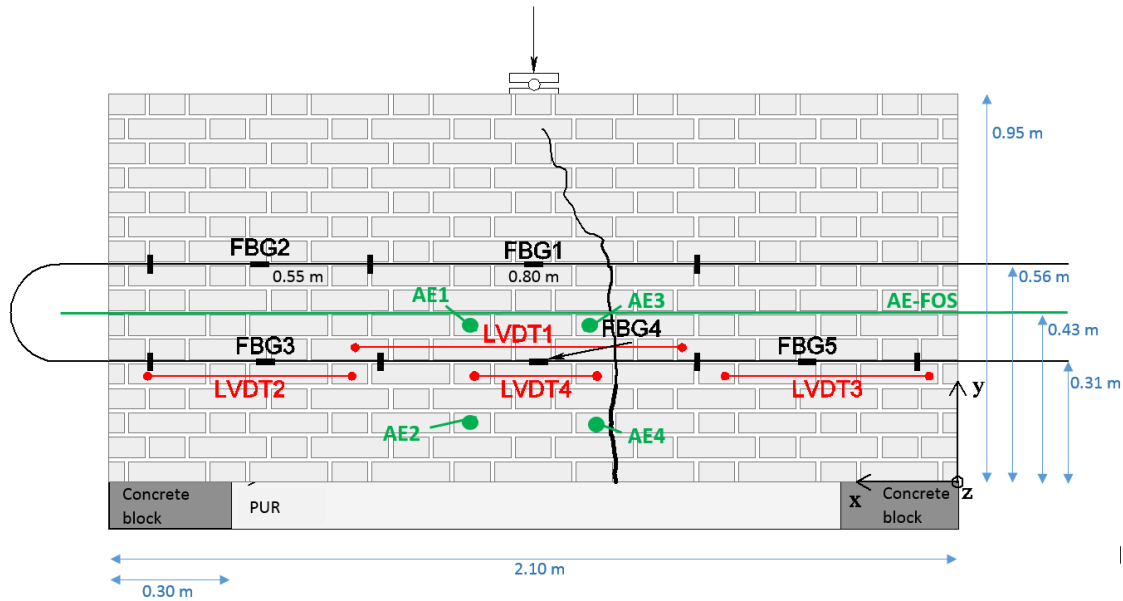 0.95 m
FBG2
FBG1
0.55 m
0.80 m
0.56 m
AE1
AE3
AE-FOS
LVDT1
FBG4
0.43 m
FBG3
FBG5
LVDT2
LVDT4
LVDT3
0.31 m
y
AE2
AE4
Concrete
block
PUR
x
Concrete
block
z
2.10 m
0.30 m